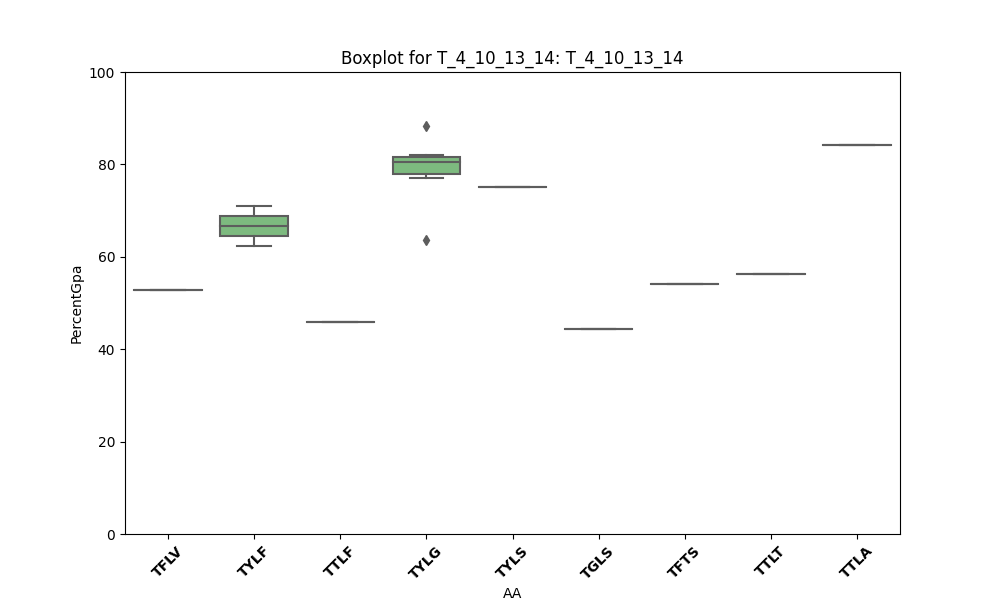 Boxplot for T_4_10_13_14: T_4_10_13_14
100
80
60
40
20
0
PercentGpa
TFLV
TYLF
TTLF
TYLG
TYLS
TGLS
TFTS
TTLT
TTLA
AA